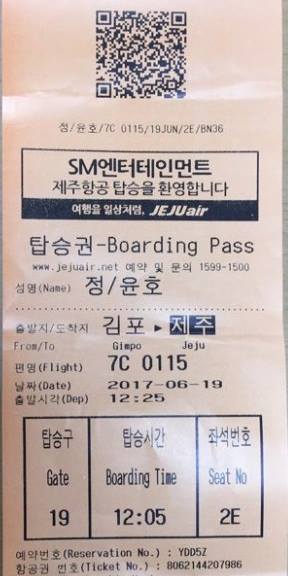 정/윤호/7C 0115/19JUN/2E/BN36
SM엔터테인먼트
제주항공 탑승을 환영합니다
여행을 일상처럼, JEJUair
탑승권-Boarding Pass
www.jejuair.net 예약 및 문의 1599-1500
성명(Name) 정/윤호
출발지/도착지 김포 ▶ 제주
From/To Gimpo Jeju
편명(Flight) 7C 0115
날짜(Date) 2017-06-19
출발시각(Dep) 12:25
탑승구 탑승시간 좌석번호
Gate Boarding Time Seat No
19 12:05 2E
예약번호(Reservation No.) : YDD5Z
항공권 번호(Ticket No.) : 8062144207986